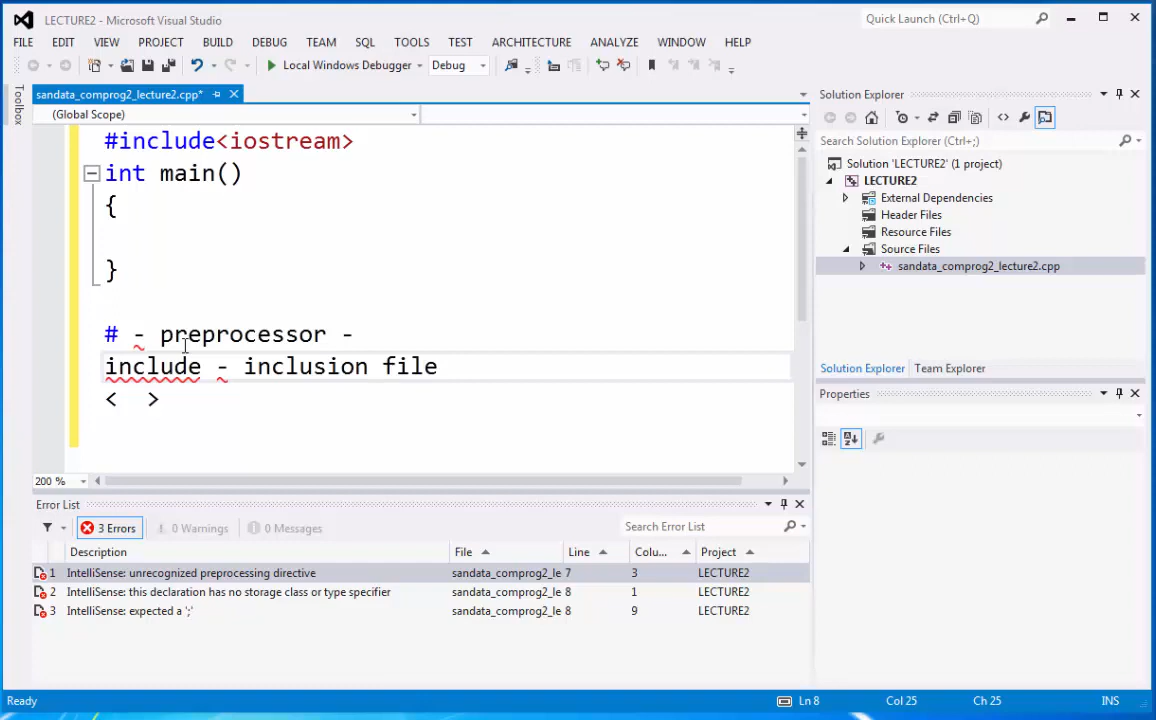 LECTURE2 - Microsoft Visual Studio
Quick Launch (Ctrl+Q)
FILE EDIT VIEW PROJECT BUILD DEBUG TEAM SQL TOOLS TEST ARCHITECTURE ANALYZE WINDOW HELP
Local Windows Debugger Debug
Toolbox
sandata_comprog2_lecture2.cpp*
(Global Scope)
#include<iostream>
int main()
{
}
# - preprocessor -
include - inclusion file
< >
200 %
Solution Explorer
Search Solution Explorer (Ctrl+;)
Solution 'LECTURE2' (1 project)
LECTURE2
External Dependencies
Header Files
Resource Files
Source Files
sandata_comprog2_lecture2.cpp
Solution Explorer Team Explorer
Properties
Error List
3 Errors 0 Warnings 0 Messages Search Error List
Description File Line Colu... Project
1 IntelliSense: unrecognized preprocessing directive sandata_comprog2_le 7 3 LECTURE2
2 IntelliSense: this declaration has no storage class or type specifier sandata_comprog2_le 8 1 LECTURE2
3 IntelliSense: expected a ';' sandata_comprog2_le 8 9 LECTURE2
Ready Ln 8 Col 25 Ch 25 INS